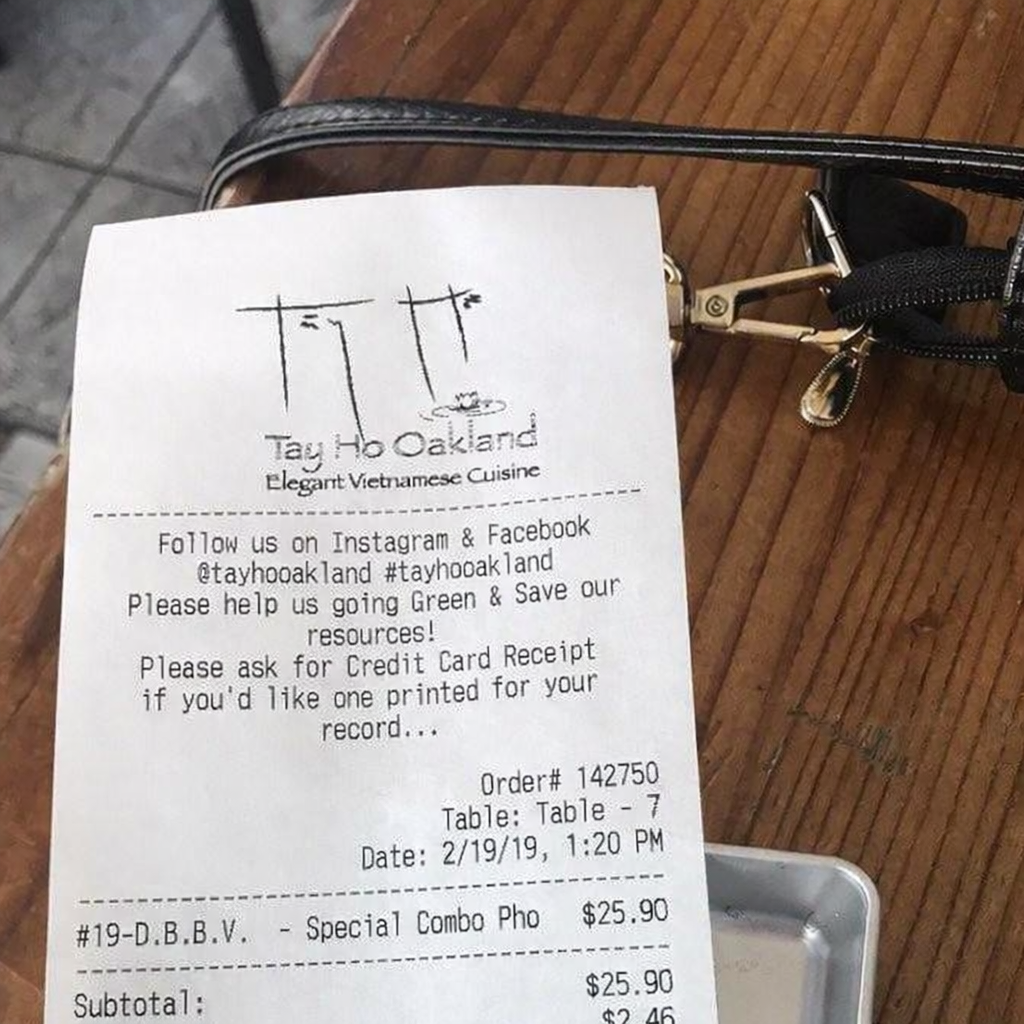 Tay Ho Oakland
Elegant Vietnamese Cuisine
Follow us on Instagram & Facebook
@tayhooakland #tayhooakland
Please help us going Green & Save our
resources!
Please ask for Credit Card Receipt
if you'd like one printed for your
record...
Order# 142750
Table: Table - 7
Date: 2/19/19, 1:20 PM
#19-D.B.B.V. - Special Combo Pho $25.90
Subtotal: $25.90
$2.46